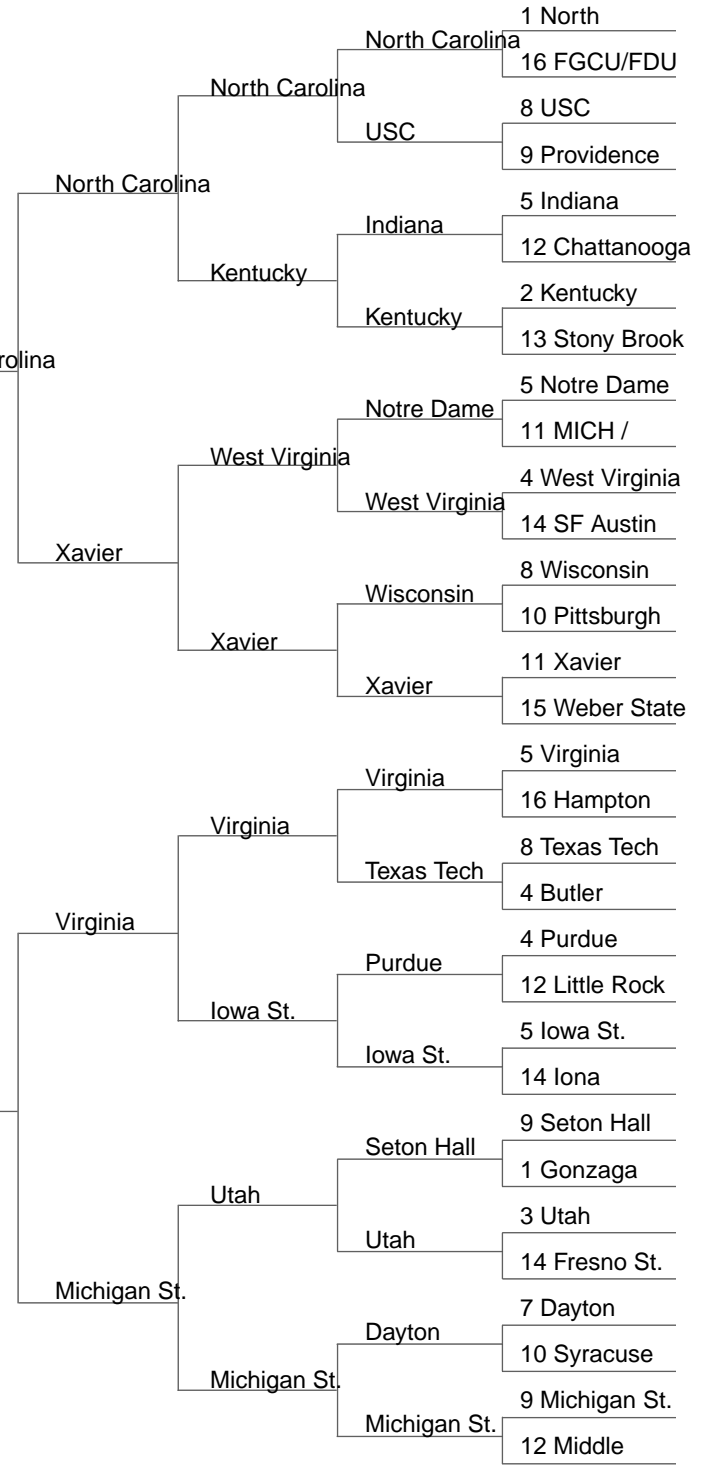 1 North
North Carolina
16 FGCU/FDU
North Carolina
8 USC
USC
9 Providence
North Carolina
5 Indiana
Indiana
12 Chattanooga
Kentucky
2 Kentucky
Kentucky
13 Stony Brook
rolina
5 Notre Dame
Notre Dame
11 MICH /
West Virginia
4 West Virginia
West Virginia
14 SF Austin
Xavier
8 Wisconsin
Wisconsin
10 Pittsburgh
Xavier
11 Xavier
Xavier
15 Weber State
5 Virginia
Virginia
16 Hampton
Virginia
8 Texas Tech
Texas Tech
4 Butler
Virginia
4 Purdue
Purdue
12 Little Rock
Iowa St.
5 Iowa St.
Iowa St.
14 Iona
9 Seton Hall
Seton Hall
1 Gonzaga
Utah
3 Utah
Utah
14 Fresno St.
Michigan St.
7 Dayton
Dayton
10 Syracuse
Michigan St.
9 Michigan St.
Michigan St.
12 Middle